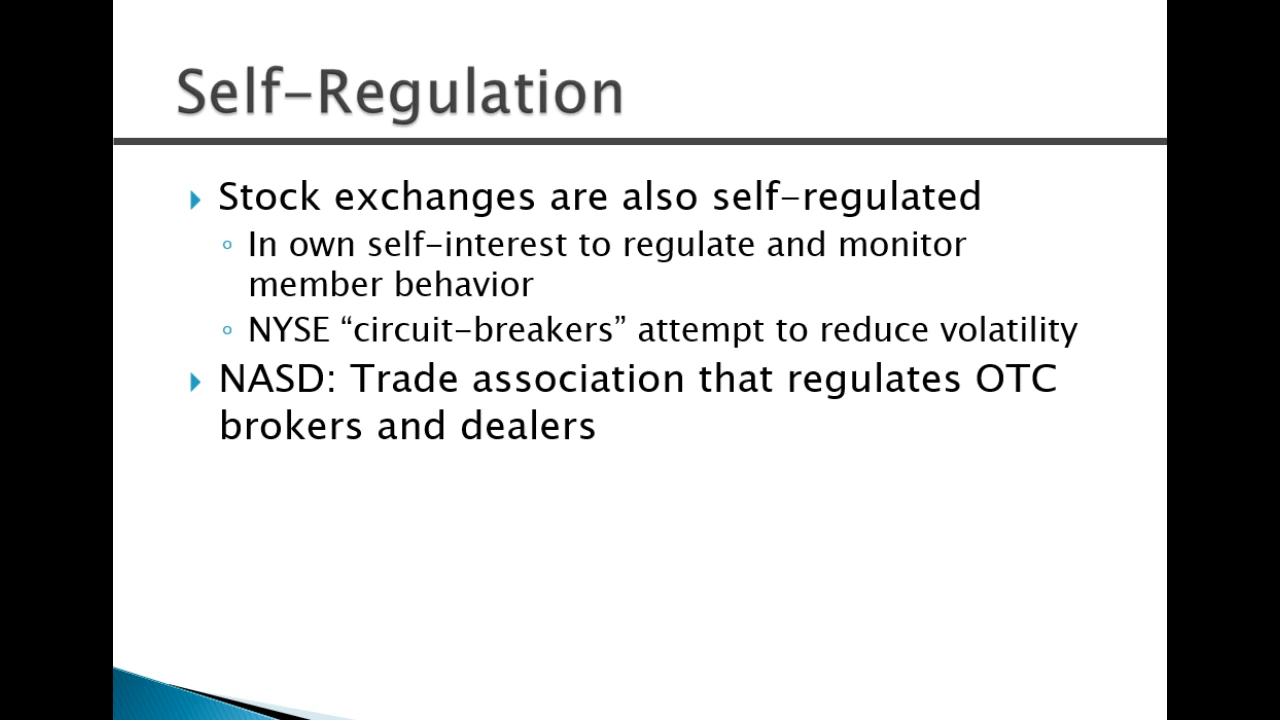 Self-Regulation
Stock exchanges are also self-regulated
In own self-interest to regulate and monitor
member behavior
NYSE “circuit-breakers” attempt to reduce volatility
NASD: Trade association that regulates OTC
brokers and dealers